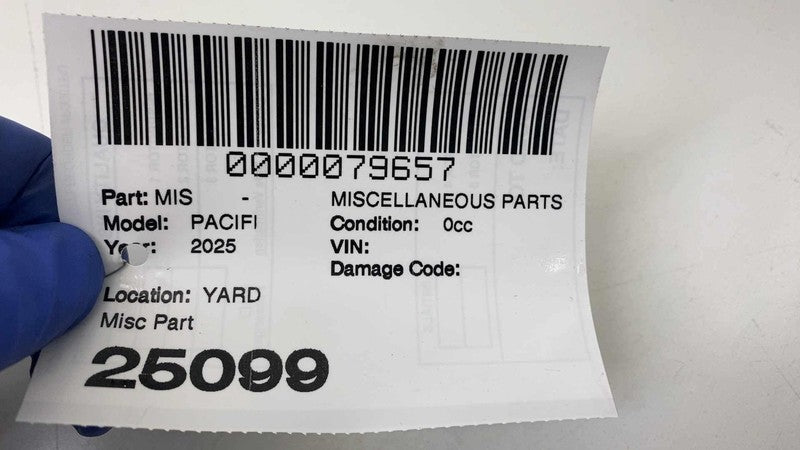 0000079657
Part: MIS - MISCELLANEOUS PARTS
Model: PACIFI Condition: 0cc
Year: 2025 VIN:
Damage Code:
Location: YARD
Misc Part
25099